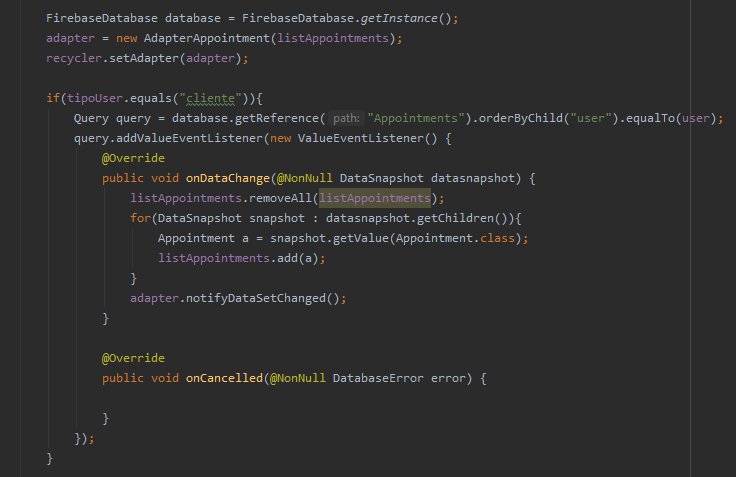 FirebaseDatabase database = FirebaseDatabase.getInstance();
adapter = new AdapterAppointment(listAppointments);
recycler.setAdapter(adapter);
if(tipoUser.equals("cliente")){
Query query = database.getReference( path: "Appointments").orderByChild("user").equalTo(user);
query.addValueEventListener(new ValueEventListener() {
@Override
public void onDataChange(@NonNull DataSnapshot datasnapshot) {
listAppointments.removeAll(listAppointments);
for(DataSnapshot snapshot : datasnapshot.getChildren()){
Appointment a = snapshot.getValue(Appointment.class);
listAppointments.add(a);
}
adapter.notifyDataSetChanged();
}
@Override
public void onCancelled(@NonNull DatabaseError error) {
}
});
}